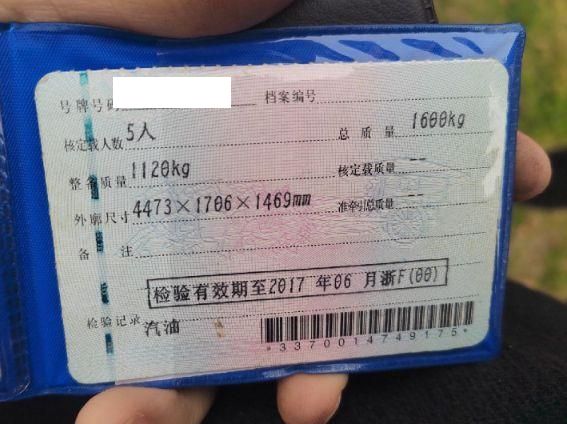 号牌号码 档案编号
核定载人数 5人 总质量 1600kg
整备质量 1120kg 核定载质量 --
外廓尺寸 4473×1706×1469mm 准牵引总质量 --
备注
检验有效期至2017年06月浙F(00)
检验记录 汽油
*3370014749175*